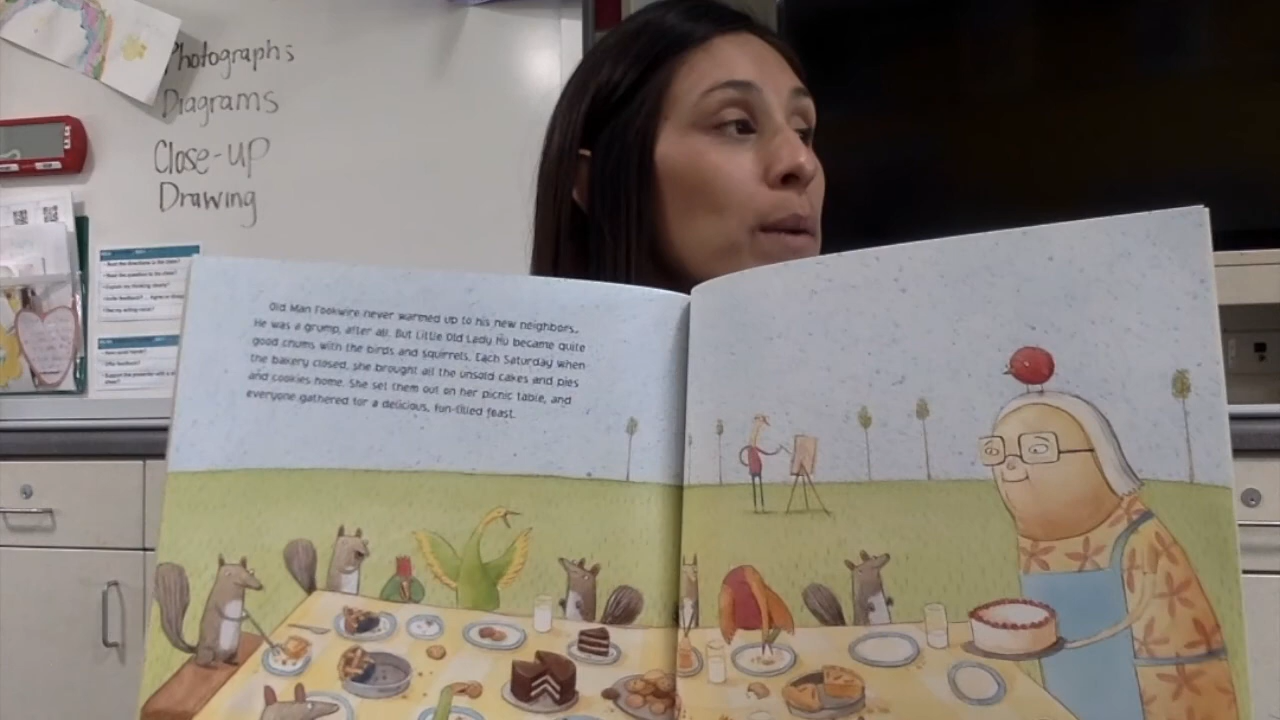 Photographs
Diagrams
Close-up
Drawing
Old Man Fookwire never warmed up to his new neighbors.
He was a grump, after all. But Little Old Lady Hu became quite
good chums with the birds and squirrels. Each Saturday when
the bakery closed, she brought all the unsold cakes and pies
and cookies home. She set them out on her picnic table, and
everyone gathered for a delicious, fun-filled feast.